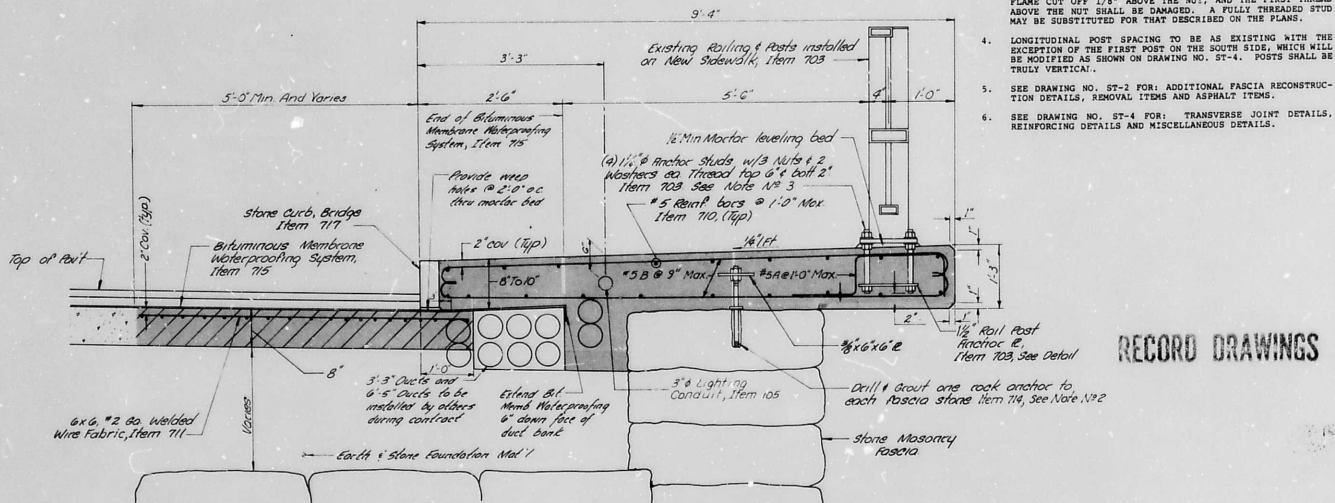 FLAME CUT OFF 1/8" ABOVE THE NUT, AND THE FIRST THREAD
ABOVE THE NUT SHALL BE DAMAGED. A FULLY THREADED STUD
MAY BE SUBSTITUTED FOR THAT DESCRIBED ON THE PLANS.
4. LONGITUDINAL POST SPACING TO BE AS EXISTING WITH THE
EXCEPTION OF THE FIRST POST ON THE SOUTH SIDE, WHICH WILL
BE MODIFIED AS SHOWN ON DRAWING NO. ST-4. POSTS SHALL BE
TRULY VERTICAL.
5. SEE DRAWING NO. ST-2 FOR: ADDITIONAL FASCIA RECONSTRUC-
TION DETAILS, REMOVAL ITEMS AND ASPHALT ITEMS.
6. SEE DRAWING NO. ST-4 FOR: TRANSVERSE JOINT DETAILS,
REINFORCING DETAILS AND MISCELLANEOUS DETAILS.
9'-4"
3'-3"
Existing Railing & Posts installed
on New Sidewalk, Item 703
5'-0" Min. And Varies
2'-6"
5'-6"
4"
1'-0"
End of Bituminous
Membrane Waterproofing
System, Item 715
½" Min Mortar leveling bed
(4) 1¼" ϕ Anchor Studs w/3 Nuts & 2
Washers ea. Thread top 6" & bott 2"
Item 703 See Note Nº 3
Provide weep
holes @ 2'-0" o.c.
thru mortar bed
#5 Reinf bars @ 1'-0" Max.
Item 710, (Typ)
2" Cov. (Typ)
Stone Curb, Bridge
Item 717
2" cov (Typ)
6"
1"
Bituminous Membrane
Waterproofing System,
Item 715
Top of Pav't
8" To 10"
#5 B @ 9" Max.
#5A @ 1'-0" Max.
1'-3"
1"
2"
1"
1½" Rail Post
Anchor ℞,
Item 703, See Detail
⅜"x6"x6" ℞
RECORD DRAWINGS
1'-0"
8"
3'-3" Ducts and
6'-5" Ducts to be
installed by others
during contract
Extend Bit.
Memb Waterproofing
6" down face of
duct bank
3" ϕ Lighting
Conduit, Item 105
Drill & Grout one rock anchor to
each fascia stone Item 714, See Note Nº 2
6x6, #2 Ga. Welded
Wire Fabric, Item 711
Varies
Stone Masonry
Fascia
Earth & Stone Foundation Mat'l